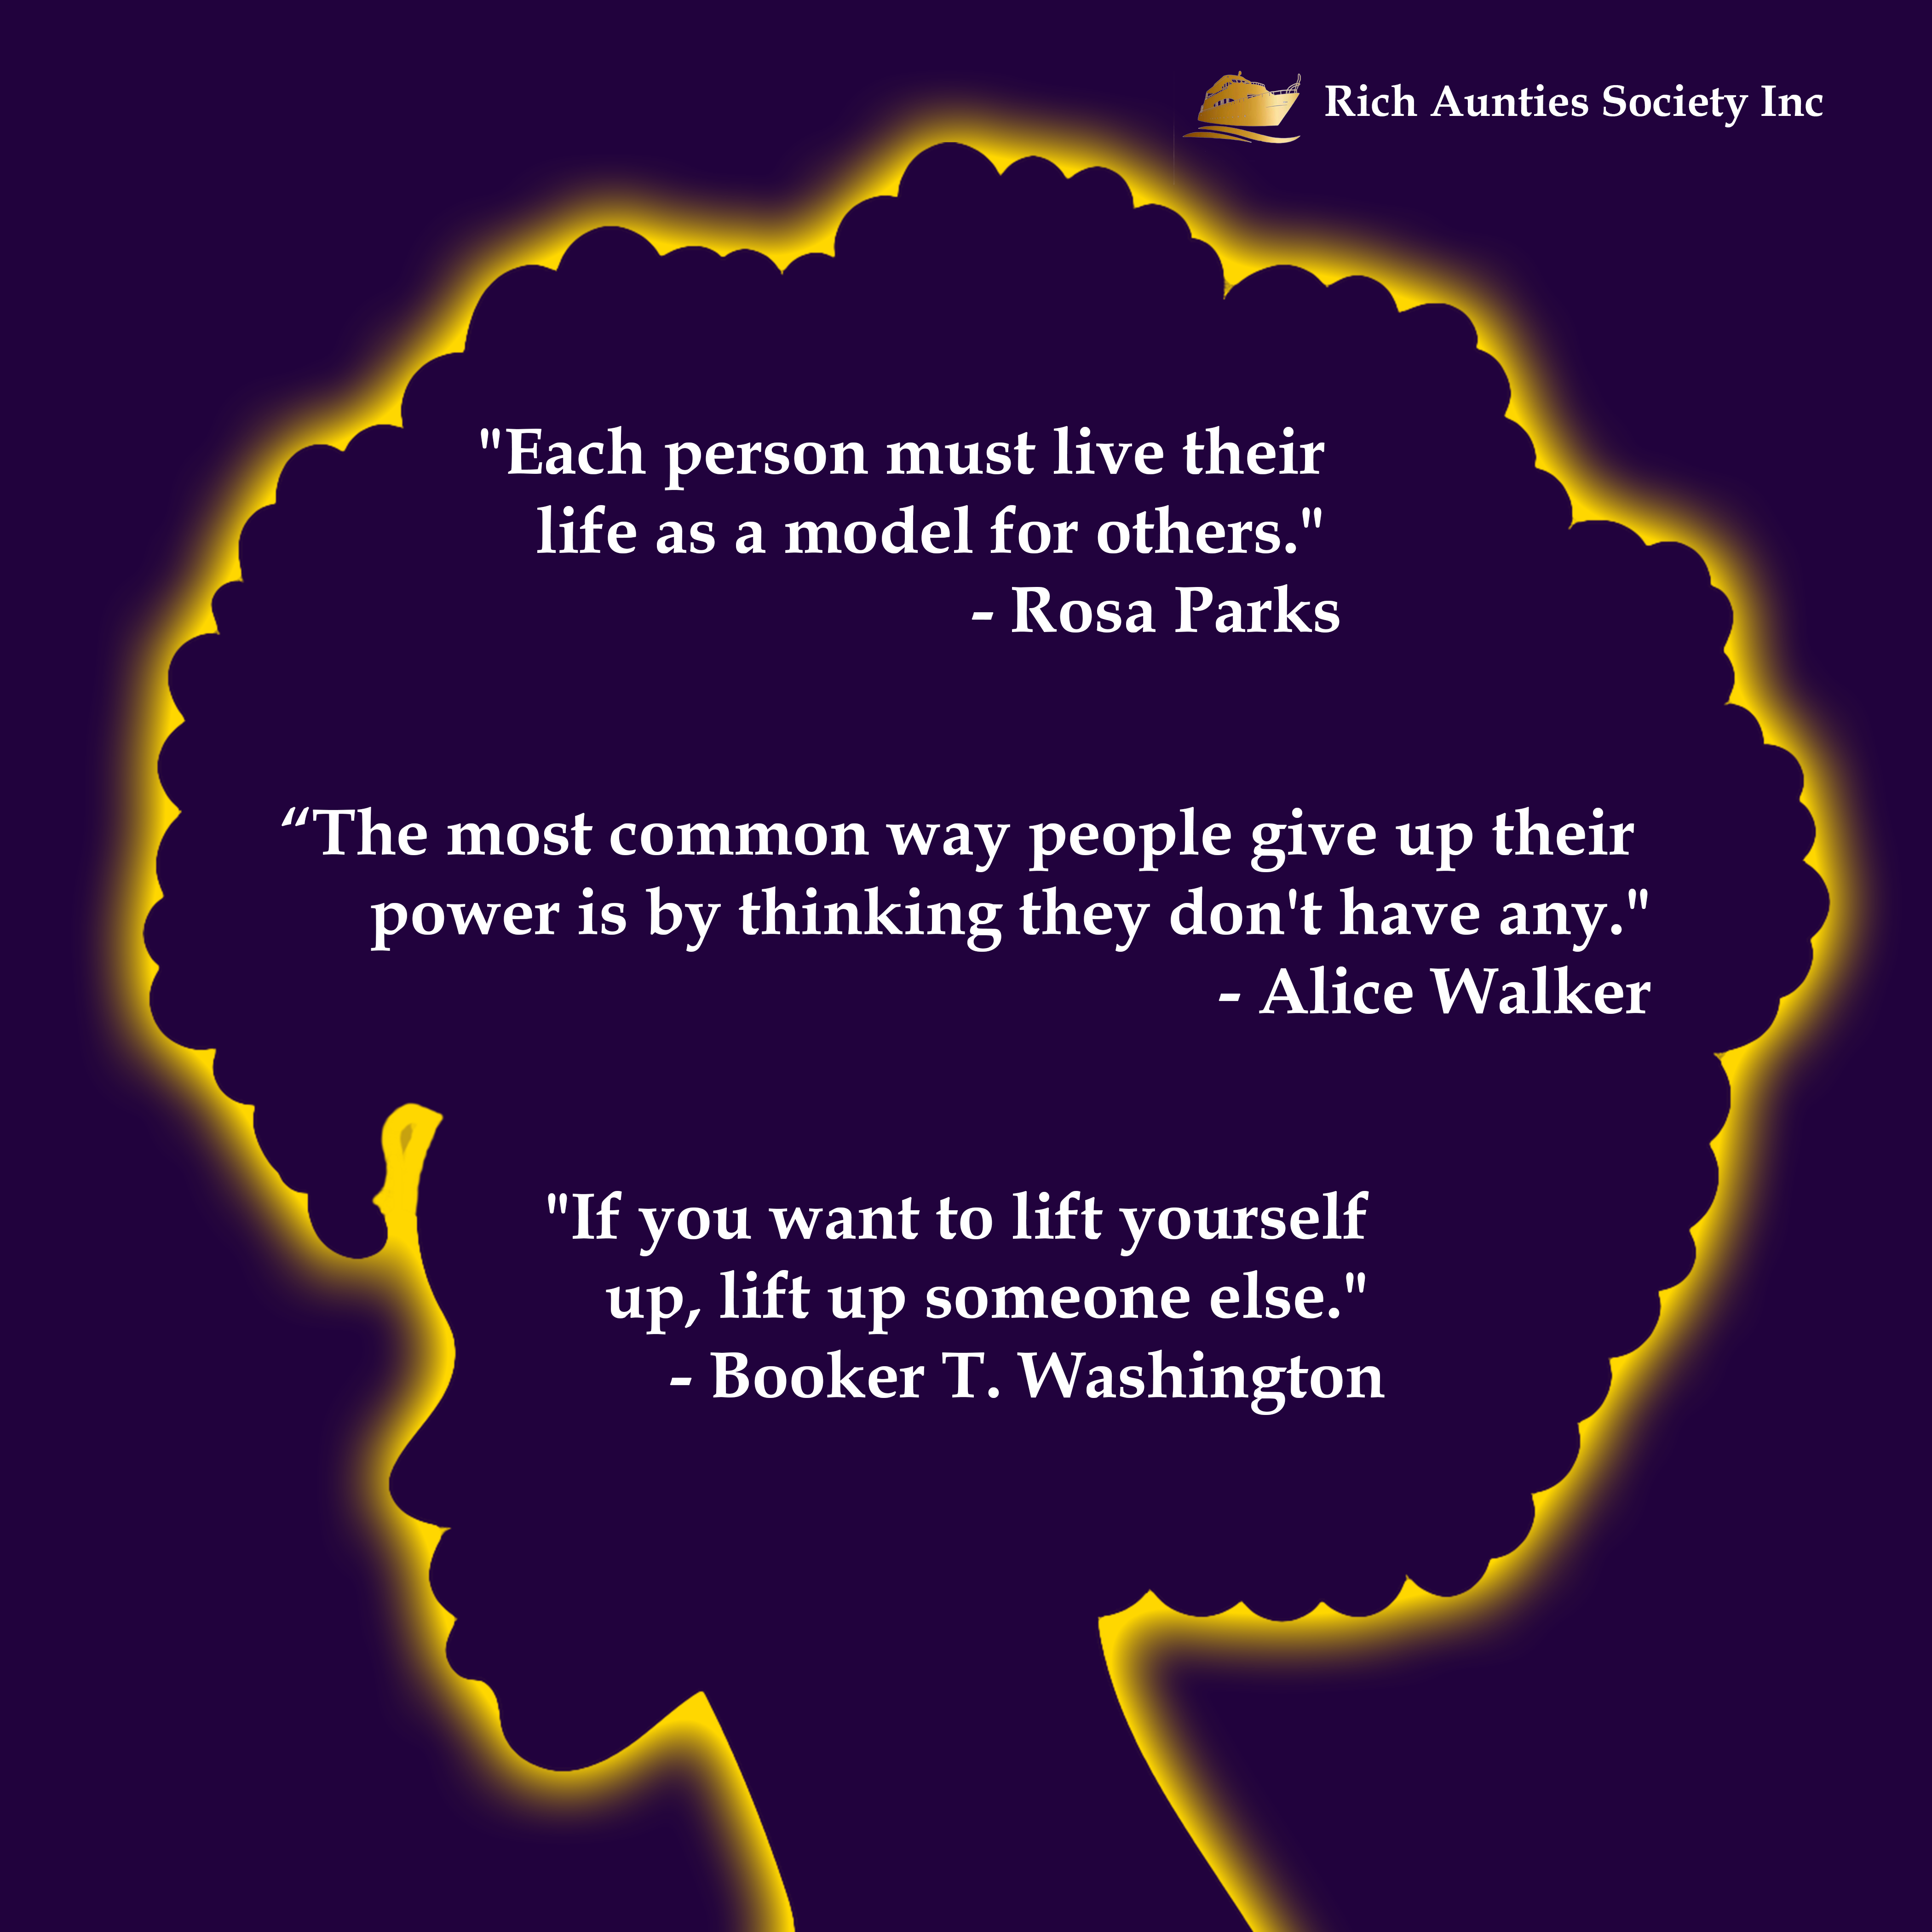 Rich Aunties Society Inc
"Each person must live their
life as a model for others."
- Rosa Parks
“The most common way people give up their
power is by thinking they don't have any."
- Alice Walker
"If you want to lift yourself
up, lift up someone else."
- Booker T. Washington